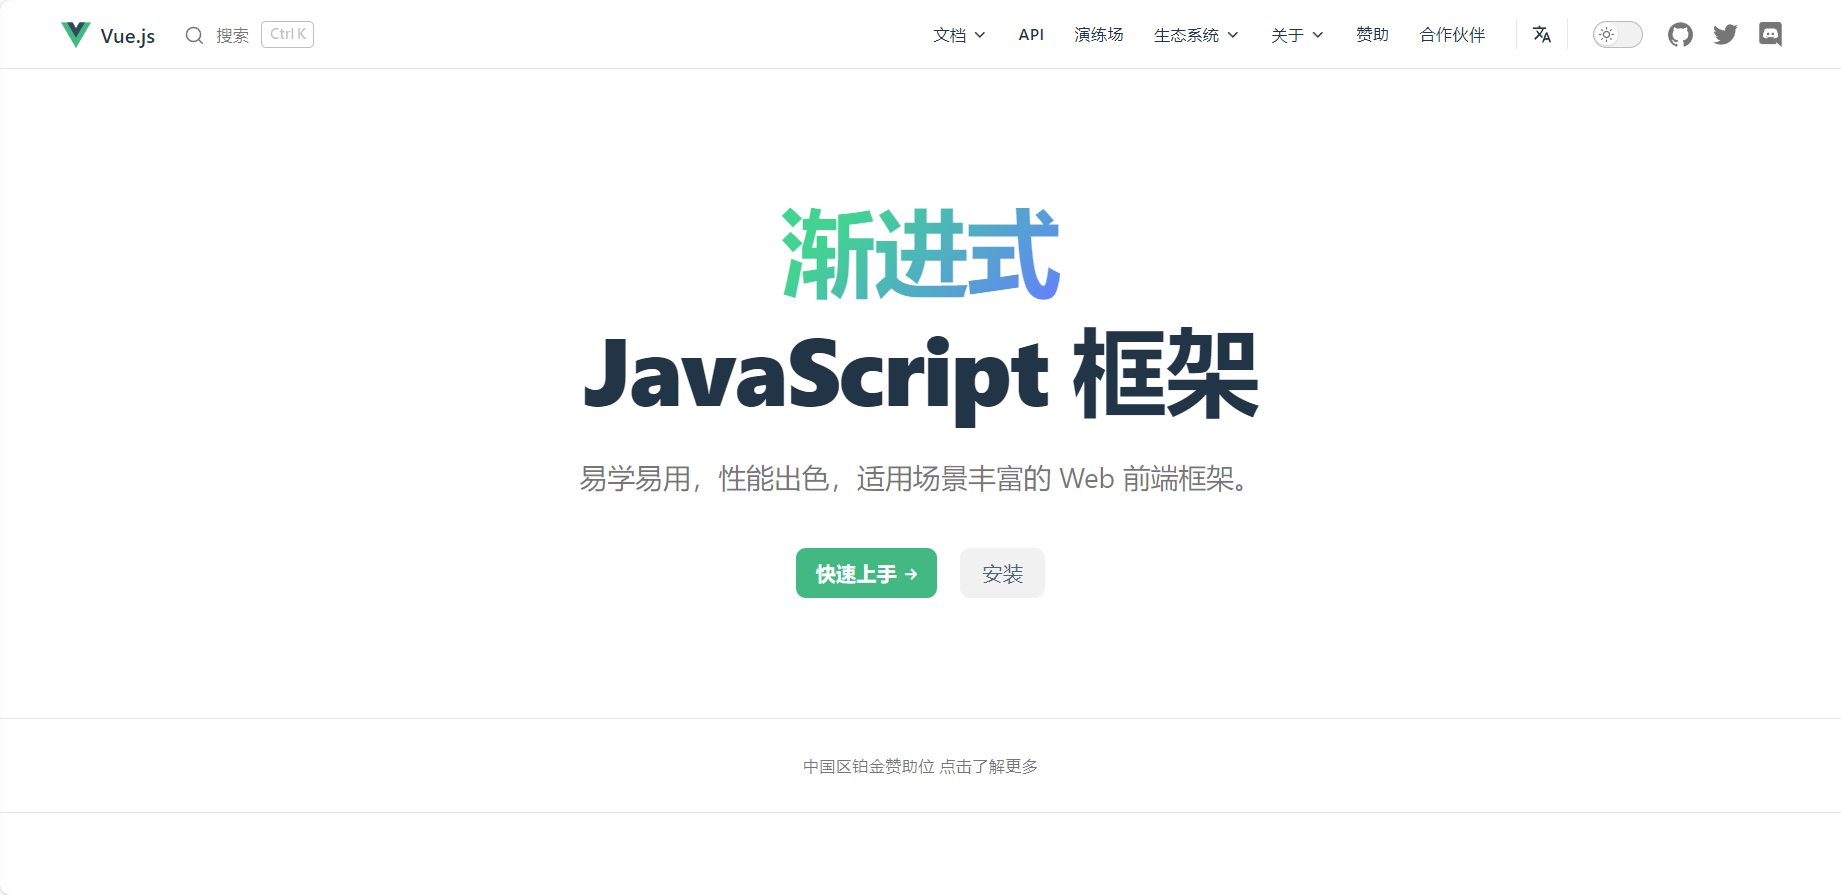 Vue.js 搜索 Ctrl K 文档 API 演练场 生态系统 关于 赞助 合作伙伴
渐进式
JavaScript 框架
易学易用，性能出色，适用场景丰富的 Web 前端框架。
快速上手 → 安装
中国区铂金赞助位 点击了解更多